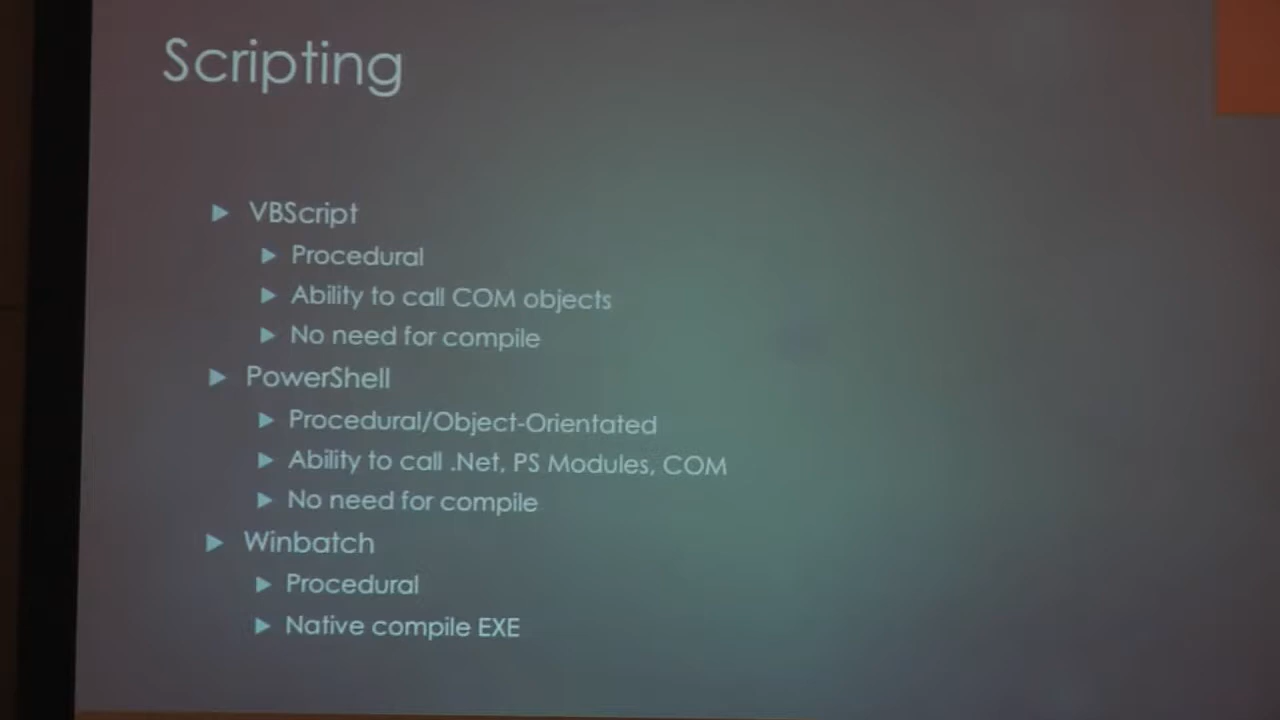 Scripting
VBScript
Procedural
Ability to call COM objects
No need for compile
PowerShell
Procedural/Object-Orientated
Ability to call .Net, PS Modules, COM
No need for compile
Winbatch
Procedural
Native compile EXE